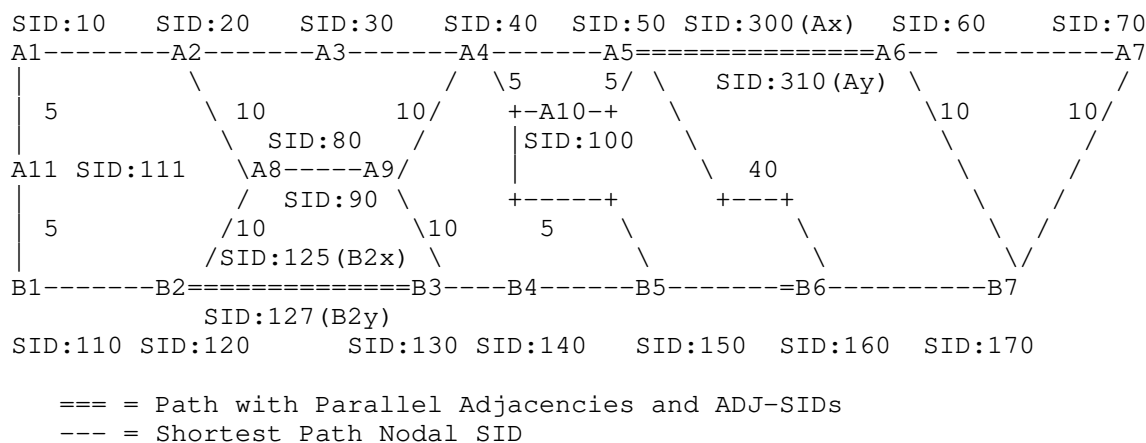 SID:10    SID:20    SID:30    SID:40   SID:50  SID:300(Ax)  SID:60   SID:70
A1---------A2-------A3-------A4-------A5===============A6-- ----------A7
|           \                /  \5    5/ \   SID:310(Ay) \           /
| 5          \ 10         10/   +-A10-+   \               \10     10/
|             \  SID:80    /    |SID:100   \               \       /
A11 SID:111    \A8-----A9/      |           \  40           \     /
|              /  SID:90 \      +-----+      +---+           \   /
| 5           /10         \10     5    \          \           \ /
|            /SID:125(B2x) \            \          \           \/
B1-------B2==============B3----B4------B5-------=B6----------B7
SID:127(B2y)
SID:110 SID:120      SID:130 SID:140   SID:150  SID:160  SID:170
=== = Path with Parallel Adjacencies and ADJ-SIDs
--- = Shortest Path Nodal SID